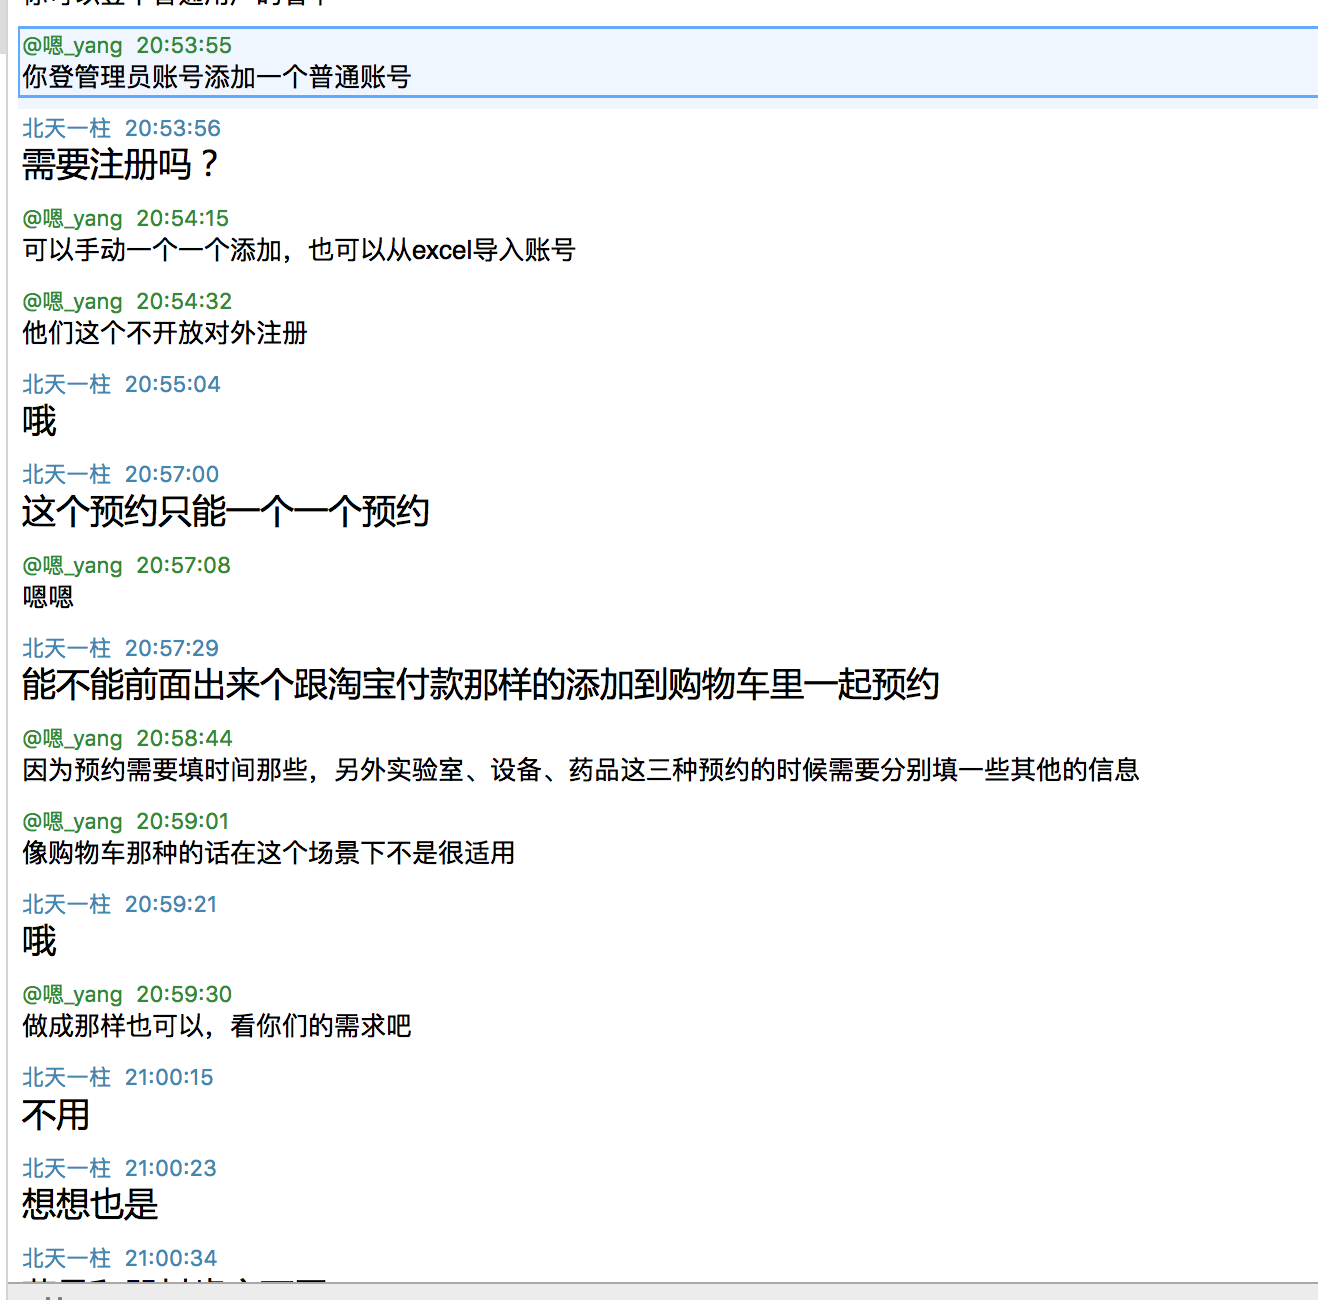 @嗯_yang 20:53:55
你登管理员账号添加一个普通账号
北天一柱 20:53:56
需要注册吗？
@嗯_yang 20:54:15
可以手动一个一个添加，也可以从excel导入账号
@嗯_yang 20:54:32
他们这个不开放对外注册
北天一柱 20:55:04
哦
北天一柱 20:57:00
这个预约只能一个一个预约
@嗯_yang 20:57:08
嗯嗯
北天一柱 20:57:29
能不能前面出来个跟淘宝付款那样的添加到购物车里一起预约
@嗯_yang 20:58:44
因为预约需要填时间那些，另外实验室、设备、药品这三种预约的时候需要分别填一些其他的信息
@嗯_yang 20:59:01
像购物车那种的话在这个场景下不是很适用
北天一柱 20:59:21
哦
@嗯_yang 20:59:30
做成那样也可以，看你们的需求吧
北天一柱 21:00:15
不用
北天一柱 21:00:23
想想也是
北天一柱 21:00:34